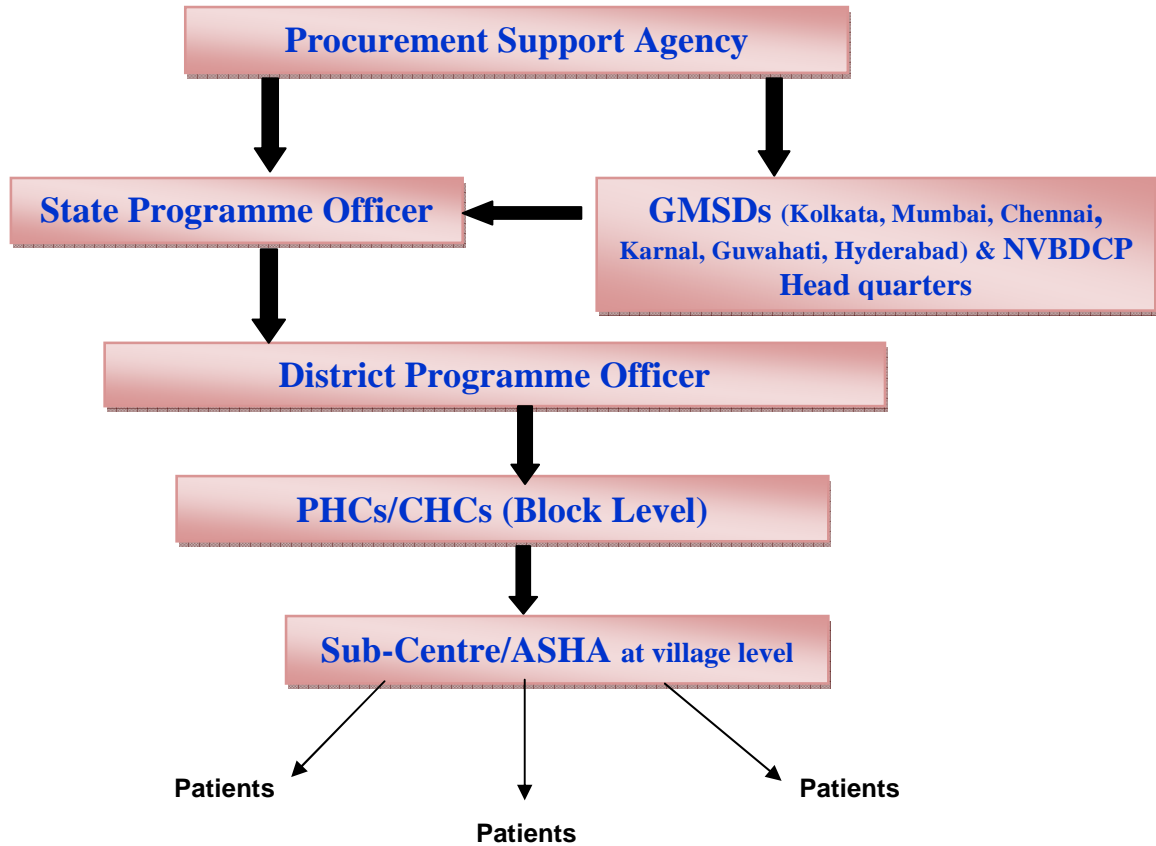 Procurement Support Agency
State Programme Officer
GMSDs (Kolkata, Mumbai, Chennai,
Karnal, Guwahati, Hyderabad) & NVBDCP
Head quarters
District Programme Officer
PHCs/CHCs (Block Level)
Sub-Centre/ASHA at village level
Patients
Patients
Patients